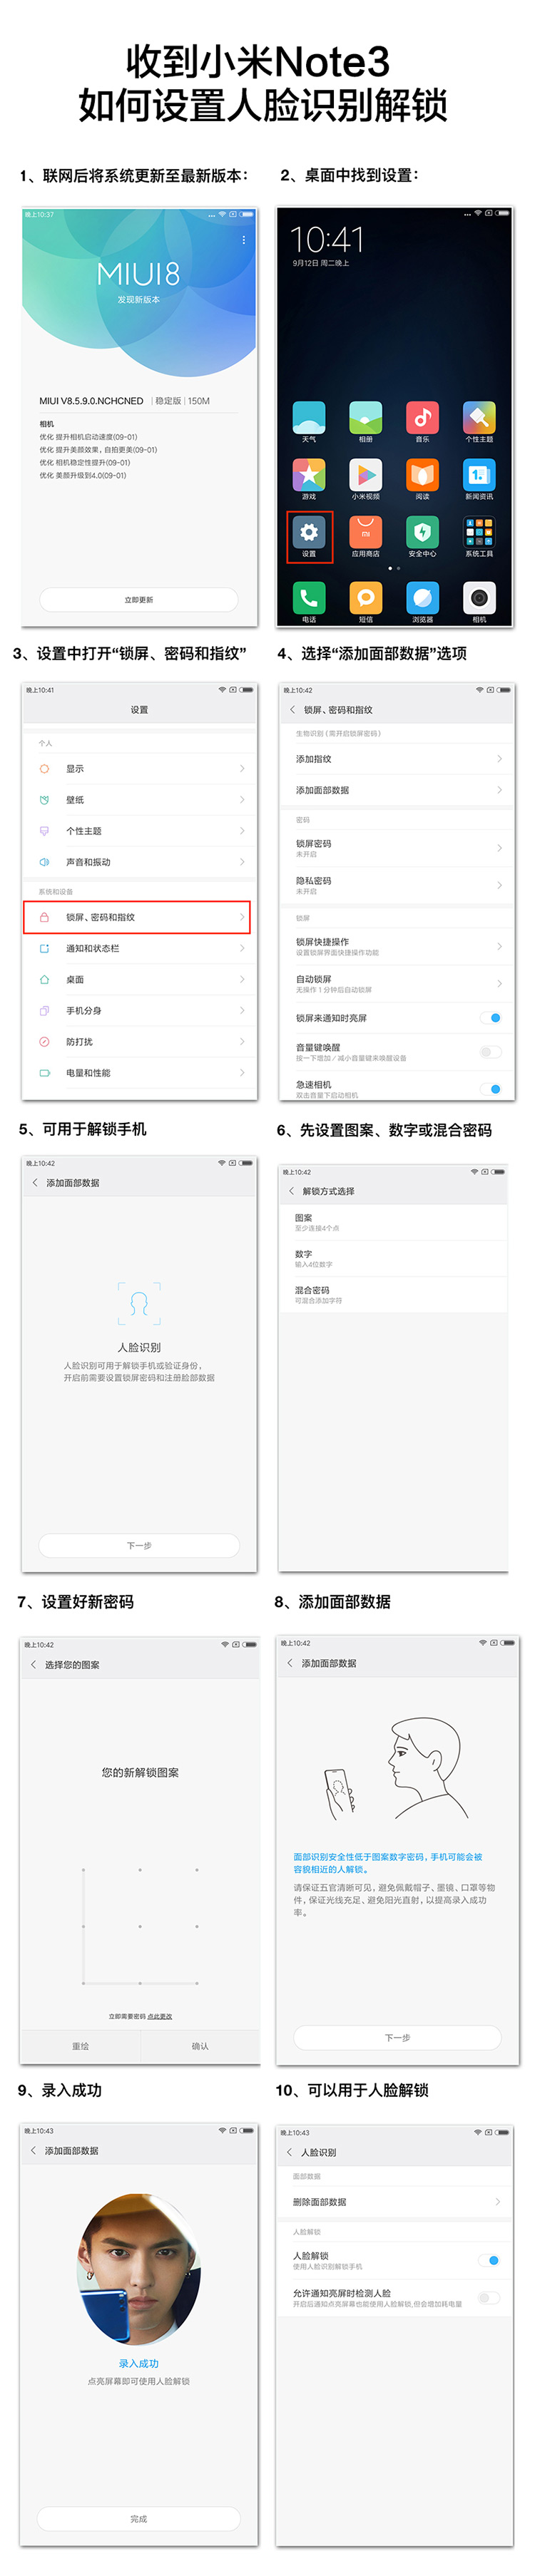 收到小米Note3
如何设置人脸识别解锁
1、联网后将系统更新至最新版本：
晚上10:37
MIUI8
发现新版本
MIUI V8.5.9.0.NCHCNED | 稳定版 | 150M
相机
优化 提升相机启动速度(09-01)
优化 提升美颜效果，自拍更美(09-01)
优化 相机稳定性提升(09-01)
优化 美颜升级到4.0(09-01)
立即更新
2、桌面中找到设置：
10:41
9月12日 周二晚上
天气 相册 音乐 个性主题
游戏 小米视频 阅读 新闻资讯
设置 应用商店 安全中心 系统工具
电话 短信 浏览器 相机
3、设置中打开“锁屏、密码和指纹”
晚上10:41
设置
个人
显示
壁纸
个性主题
声音和振动
系统和设备
锁屏、密码和指纹
通知和状态栏
桌面
手机分身
防打扰
电量和性能
4、选择“添加面部数据”选项
晚上10:42
锁屏、密码和指纹
生物识别 (需开启锁屏密码)
添加指纹
添加面部数据
密码
锁屏密码
未开启
隐私密码
未开启
锁屏
锁屏快捷操作
设置锁屏界面快捷操作功能
自动锁屏
无操作 1 分钟后自动锁屏
锁屏来通知时亮屏
音量键唤醒
按一下增加 / 减小音量键来唤醒设备
急速相机
双击音量下启动相机
5、可用于解锁手机
晚上10:42
添加面部数据
人脸识别
人脸识别可用于解锁手机或验证身份，
开启前需要设置锁屏密码和注册脸部数据
下一步
6、先设置图案、数字或混合密码
晚上10:42
解锁方式选择
图案
至少连接4个点
数字
输入4位数字
混合密码
可混合添加字符
7、设置好新密码
晚上10:42
选择您的图案
您的新解锁图案
立即需要密码 点此更改
重绘 确认
8、添加面部数据
晚上10:42
添加面部数据
面部识别安全性低于图案数字密码，手机可能会被
容貌相近的人解锁。
请保证五官清晰可见，避免佩戴帽子、墨镜、口罩等物
件，保证光线充足、避免阳光直射，以提高录入成功
率。
下一步
9、录入成功
晚上10:43
添加面部数据
录入成功
点亮屏幕即可使用人脸解锁
完成
10、可以用于人脸解锁
晚上10:43
人脸识别
面部数据
删除面部数据
人脸解锁
人脸解锁
使用人脸识别解锁手机
允许通知亮屏时检测人脸
开启后通知点亮屏幕也能使用人脸解锁,但会增加耗电量